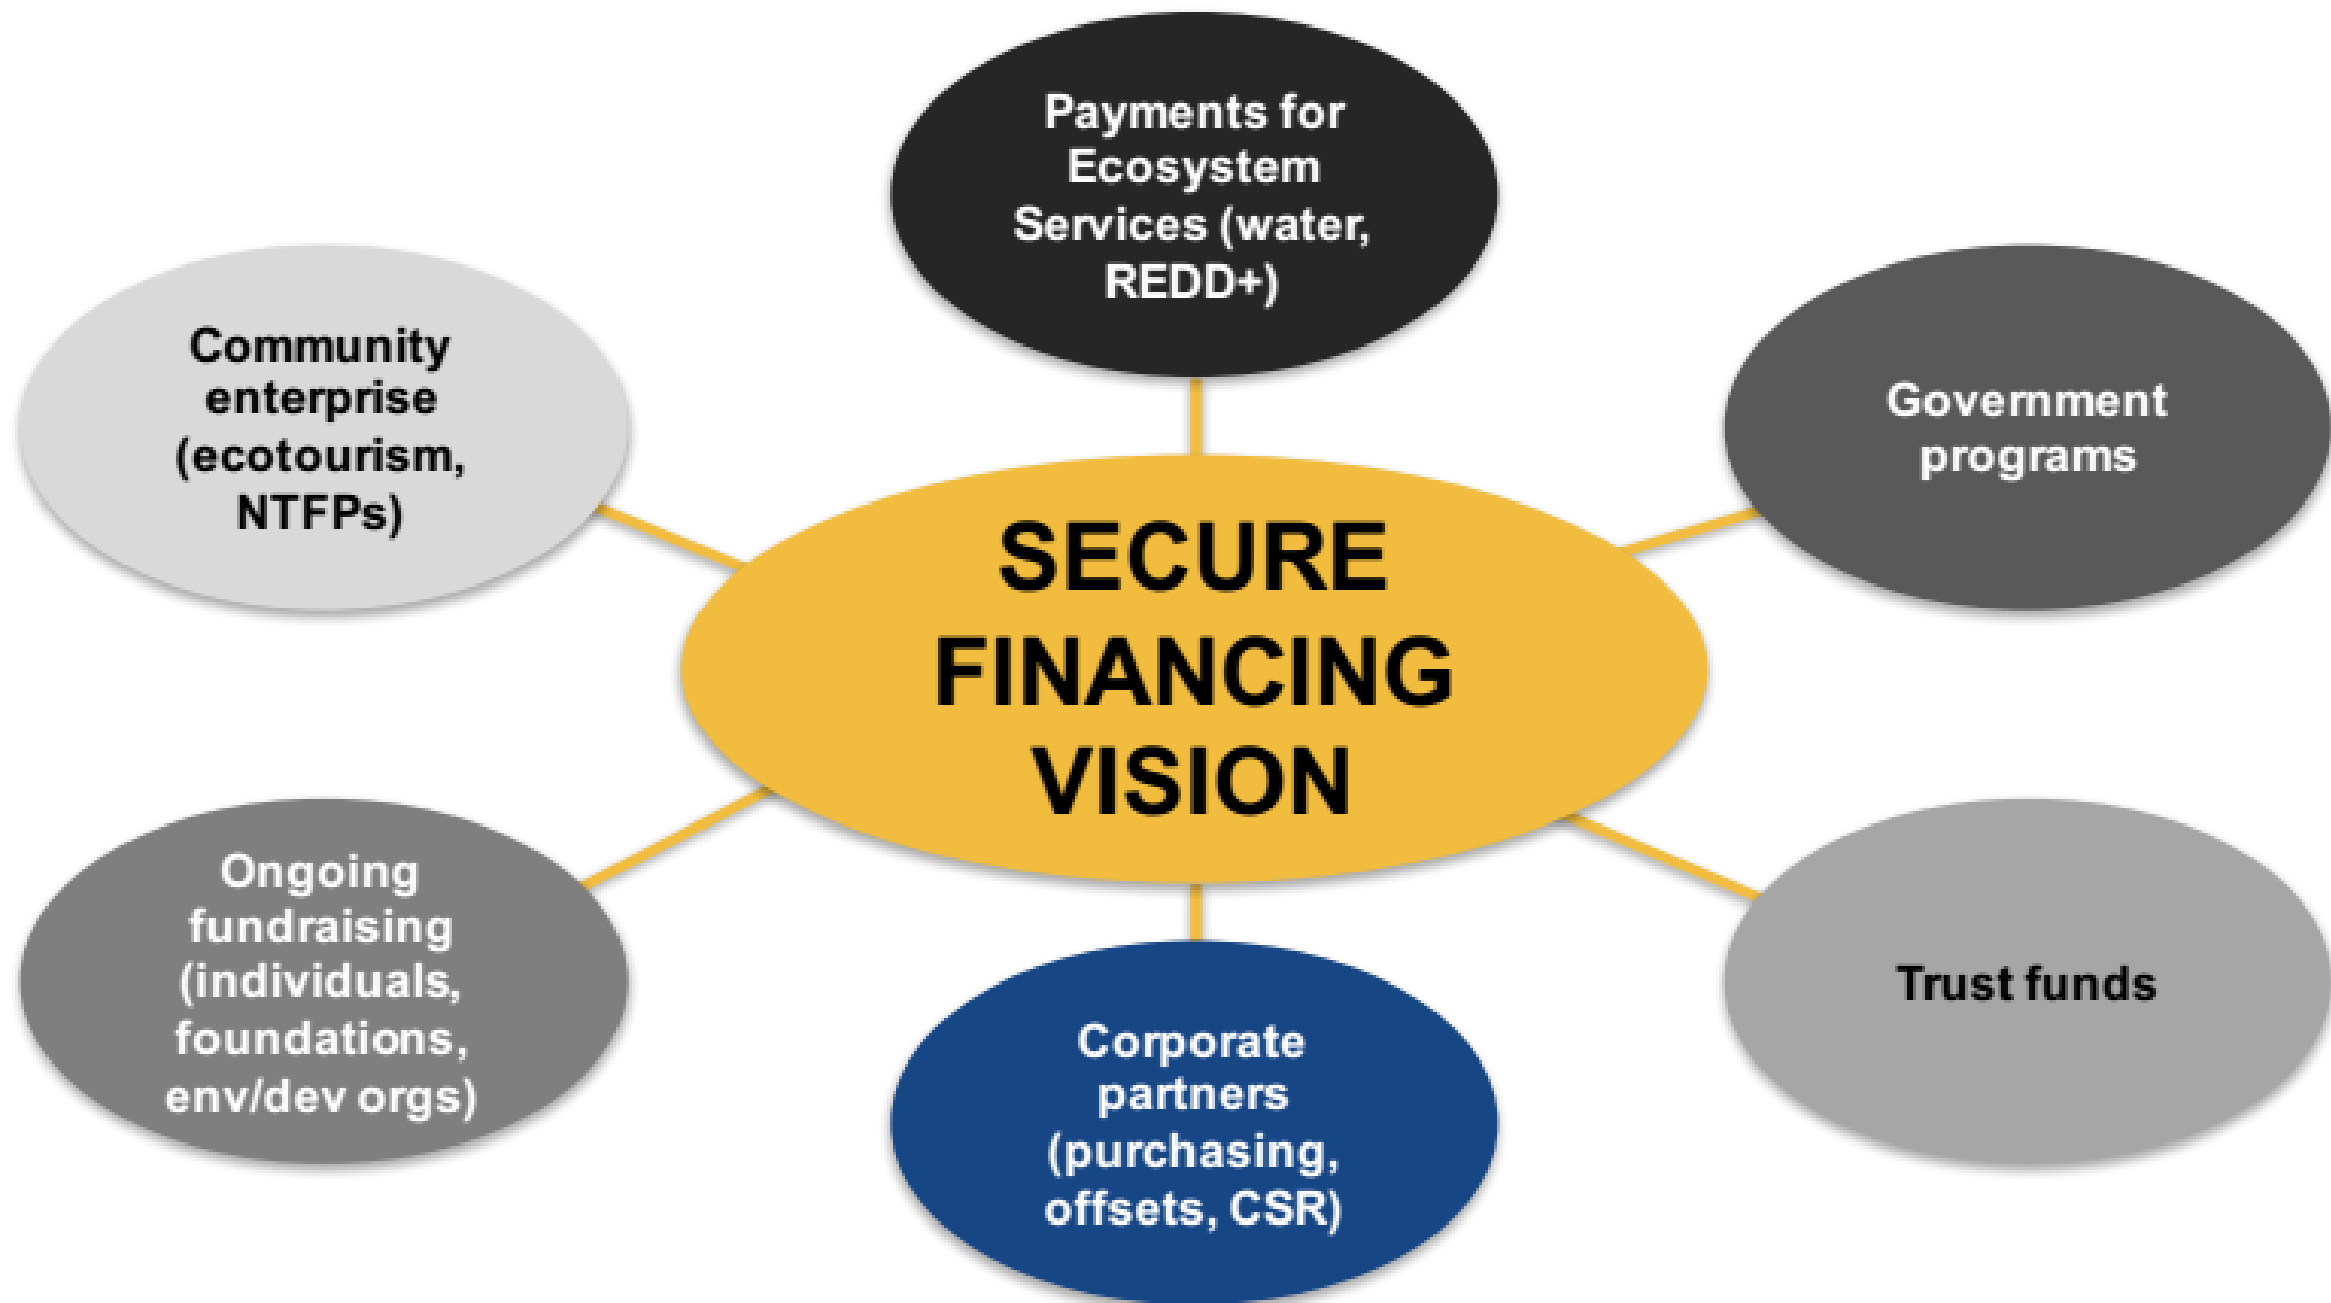 Payments for
Ecosystem
Services (water,
REDD+)
Community
enterprise
(ecotourism,
NTFPs)
Government
programs
SECURE
FINANCING
VISION
Ongoing
fundraising
(individuals,
foundations,
env/dev orgs)
Trust funds
Corporate
partners
(purchasing,
offsets, CSR)